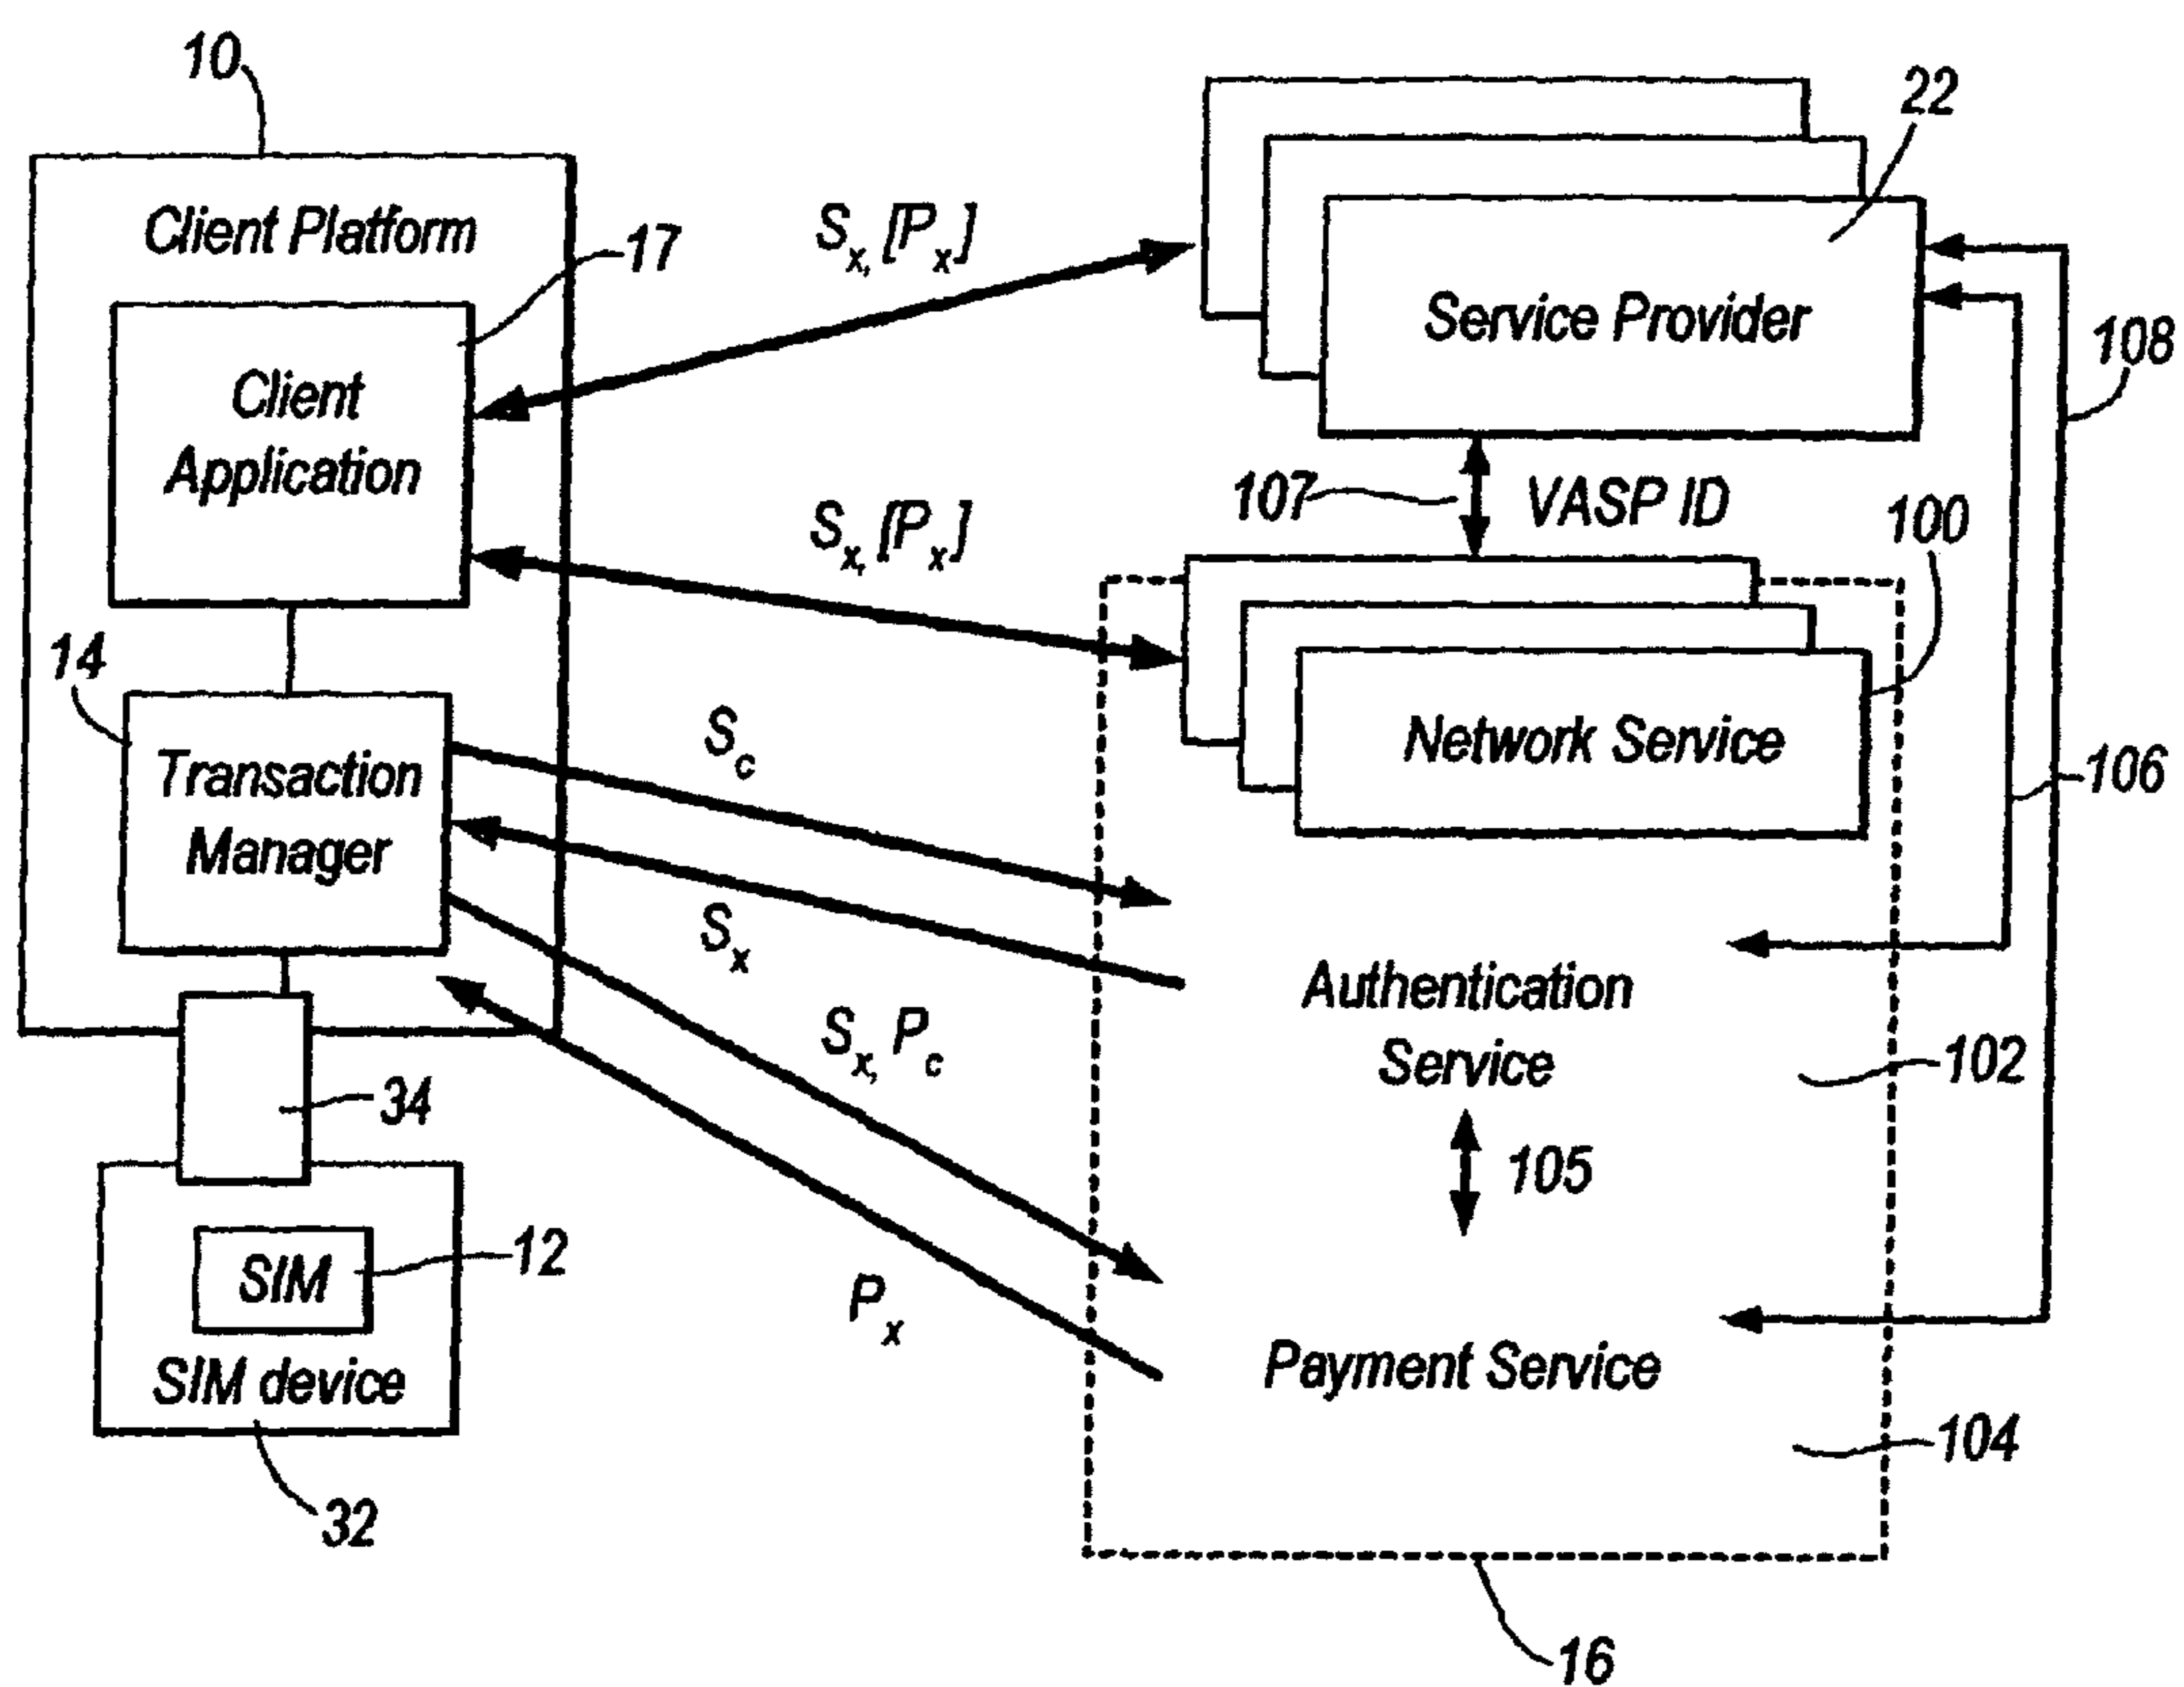 10
22
Client Platform
17
Sx, [Px]
Service Provider
108
Client
Application
107
VASP ID
100
Sx, [Px]
14
Sc
Network Service
106
Transaction
Manager
Sx
Authentication
Service
Sx, Pc
102
34
105
12
SIM
Px
Payment Service
SIM device
104
32
16